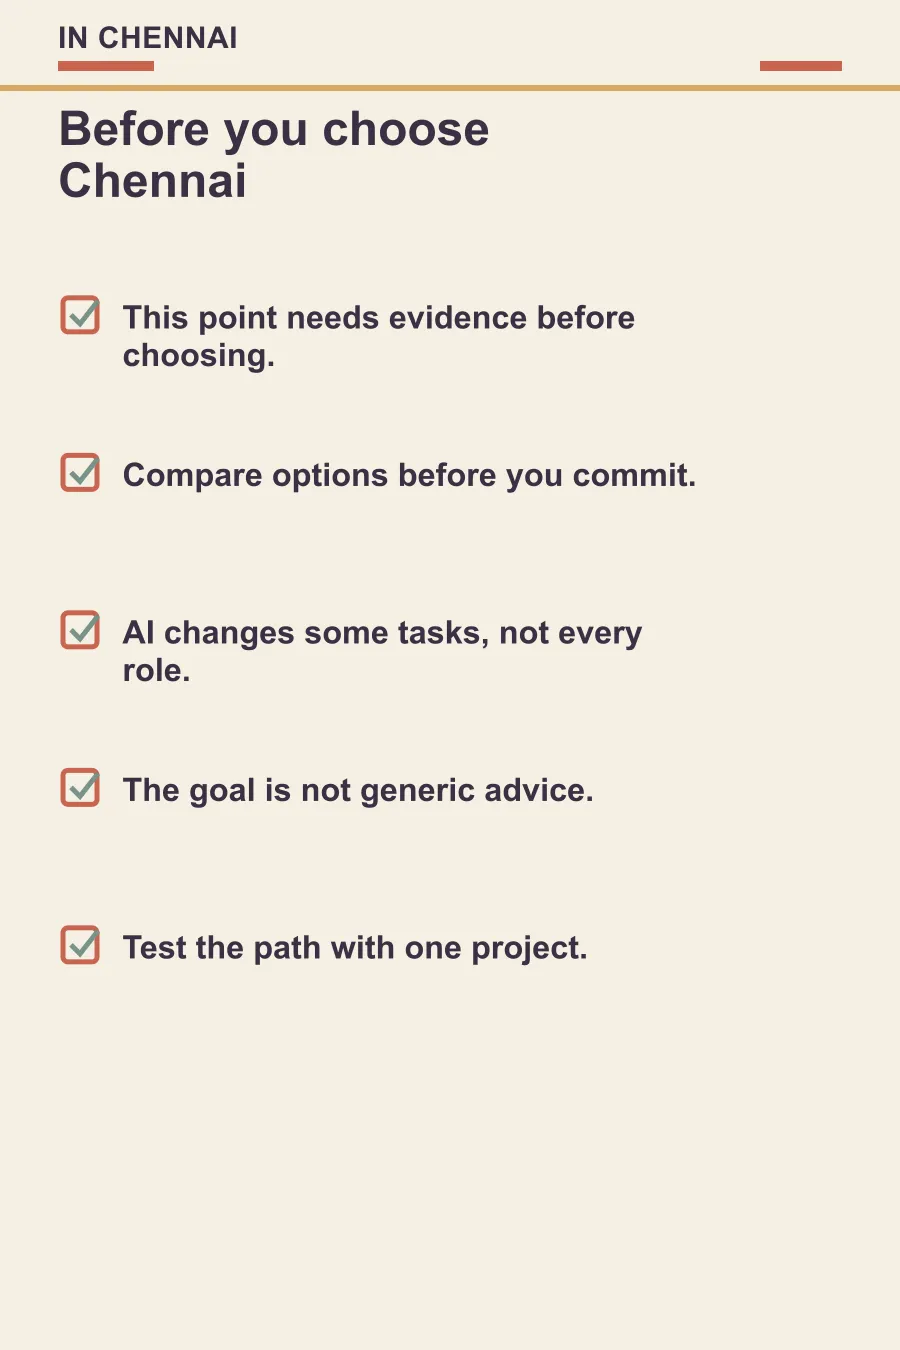 IN CHENNAI
Before you choose
Chennai
This point needs evidence before
choosing.
Compare options before you commit.
AI changes some tasks, not every
role.
The goal is not generic advice.
Test the path with one project.